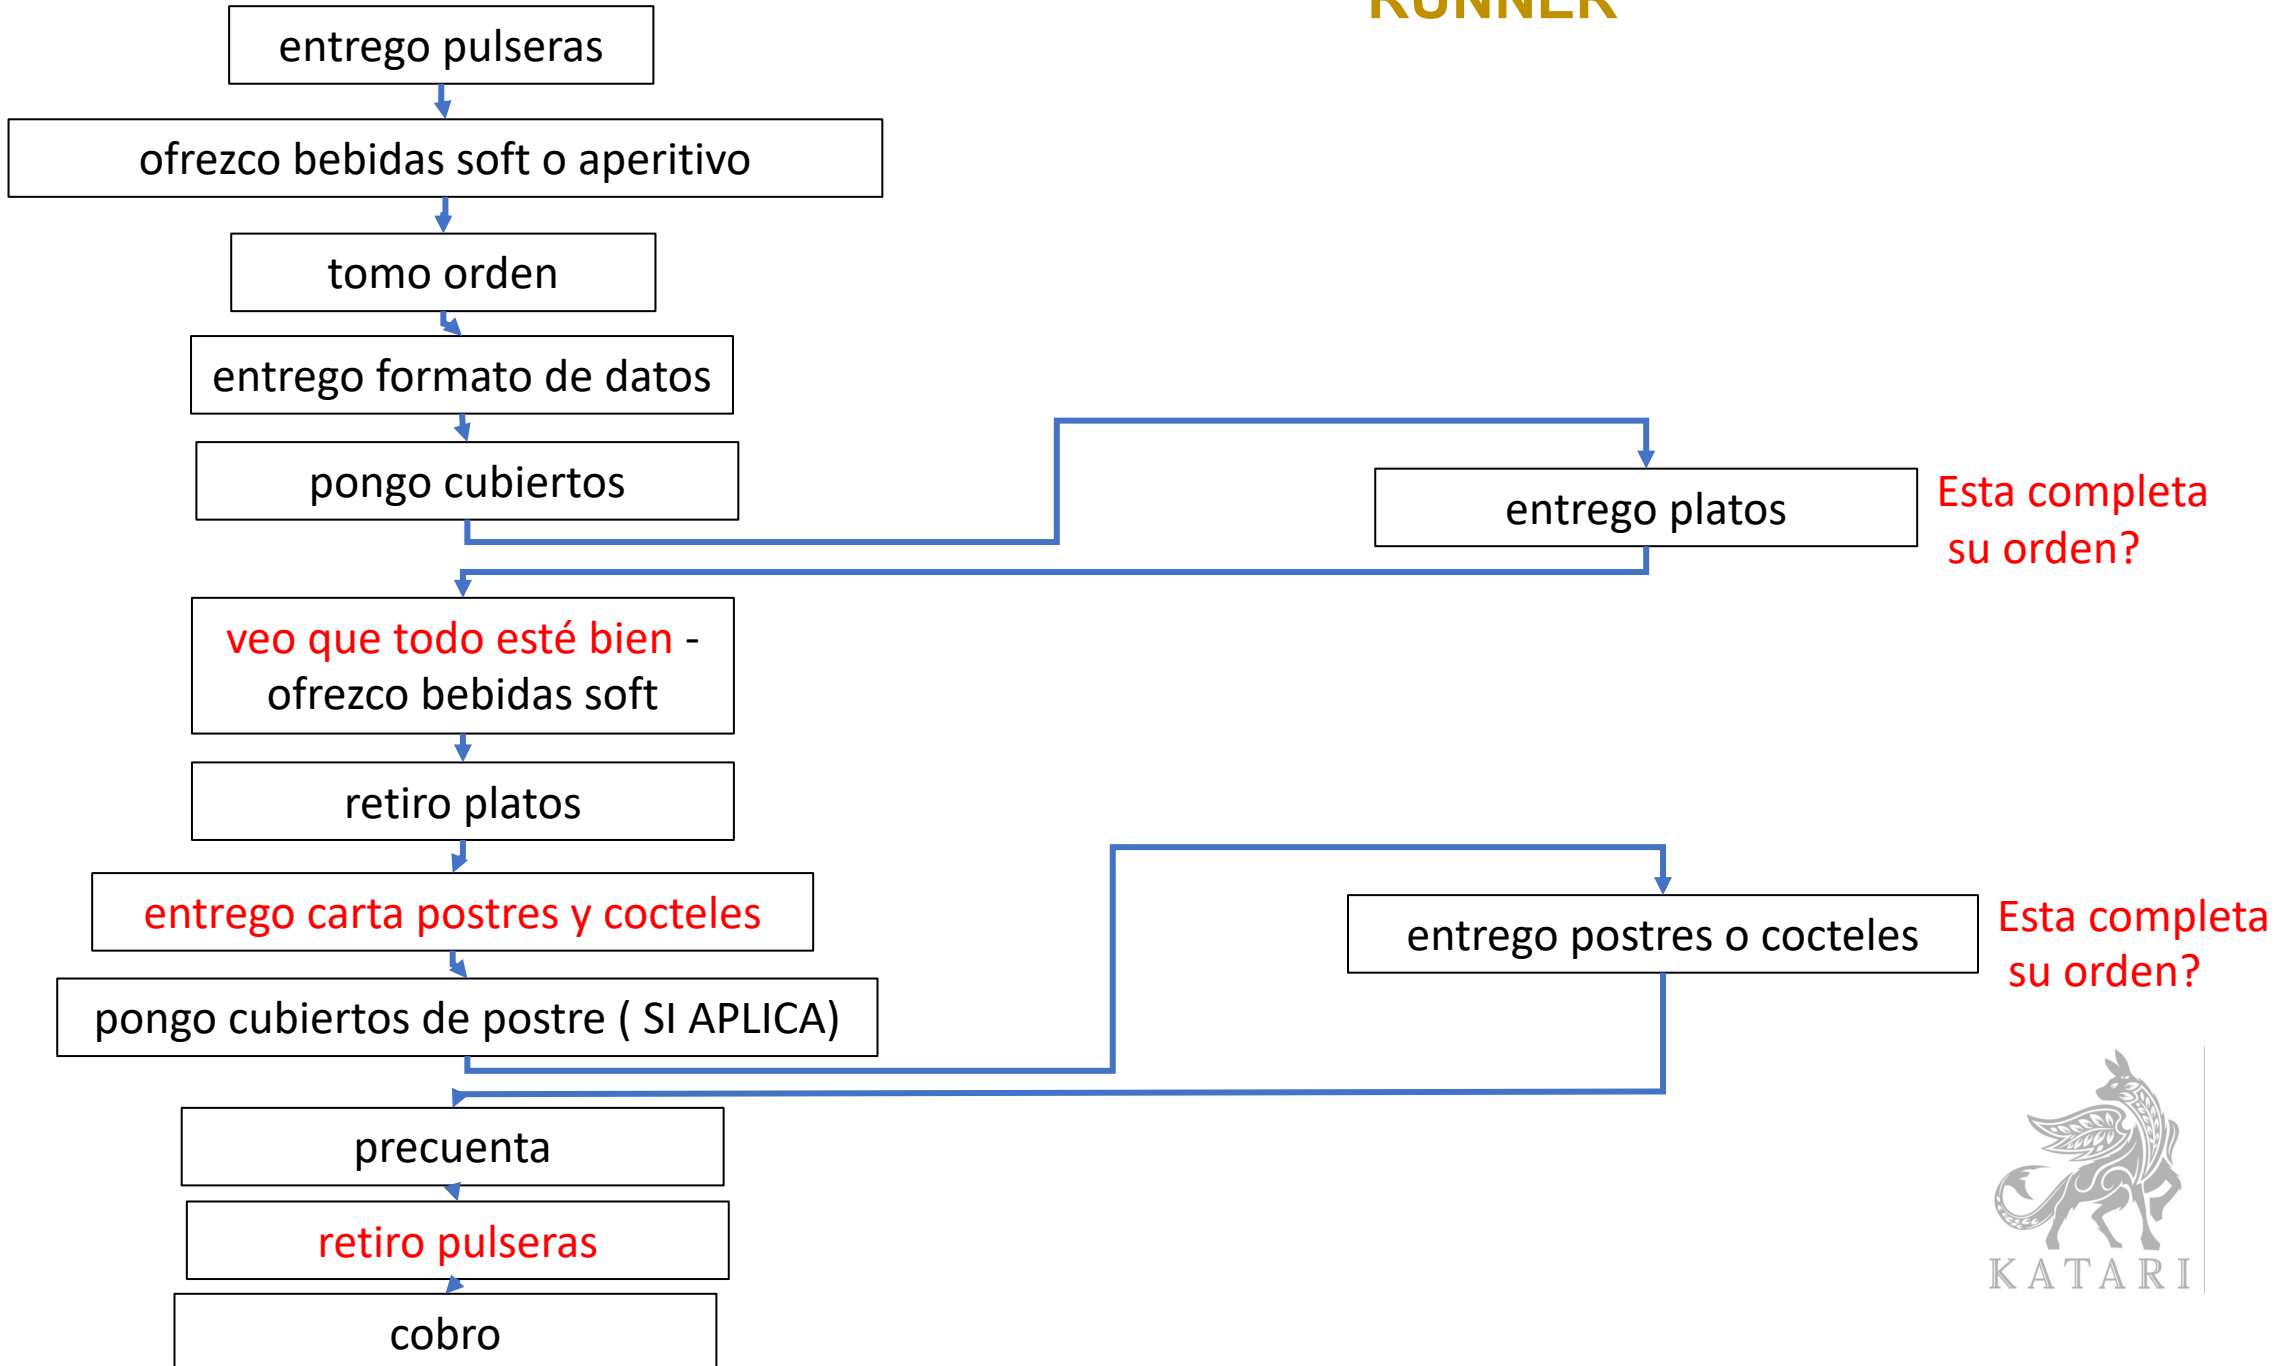 RUNNER
entrego pulseras
ofrezco bebidas soft o aperitivo
tomo orden
entrego formato de datos
pongo cubiertos
entrego platos
Esta completa
su orden?
veo que todo esté bien -
ofrezco bebidas soft
retiro platos
entrego carta postres y cocteles
entrego postres o cocteles
Esta completa
su orden?
pongo cubiertos de postre ( SI APLICA)
precuenta
retiro pulseras
cobro
KATARI